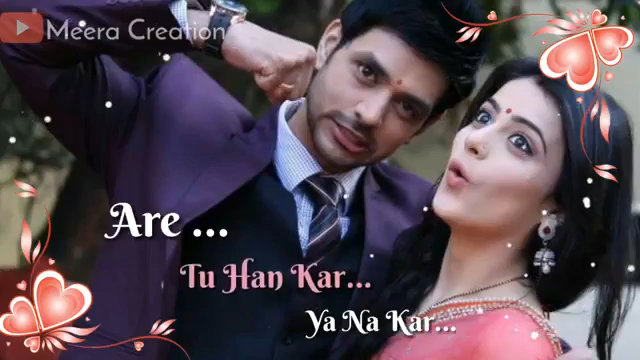 Meera Creation
Are ...
Tu Han Kar...
Ya Na Kar...